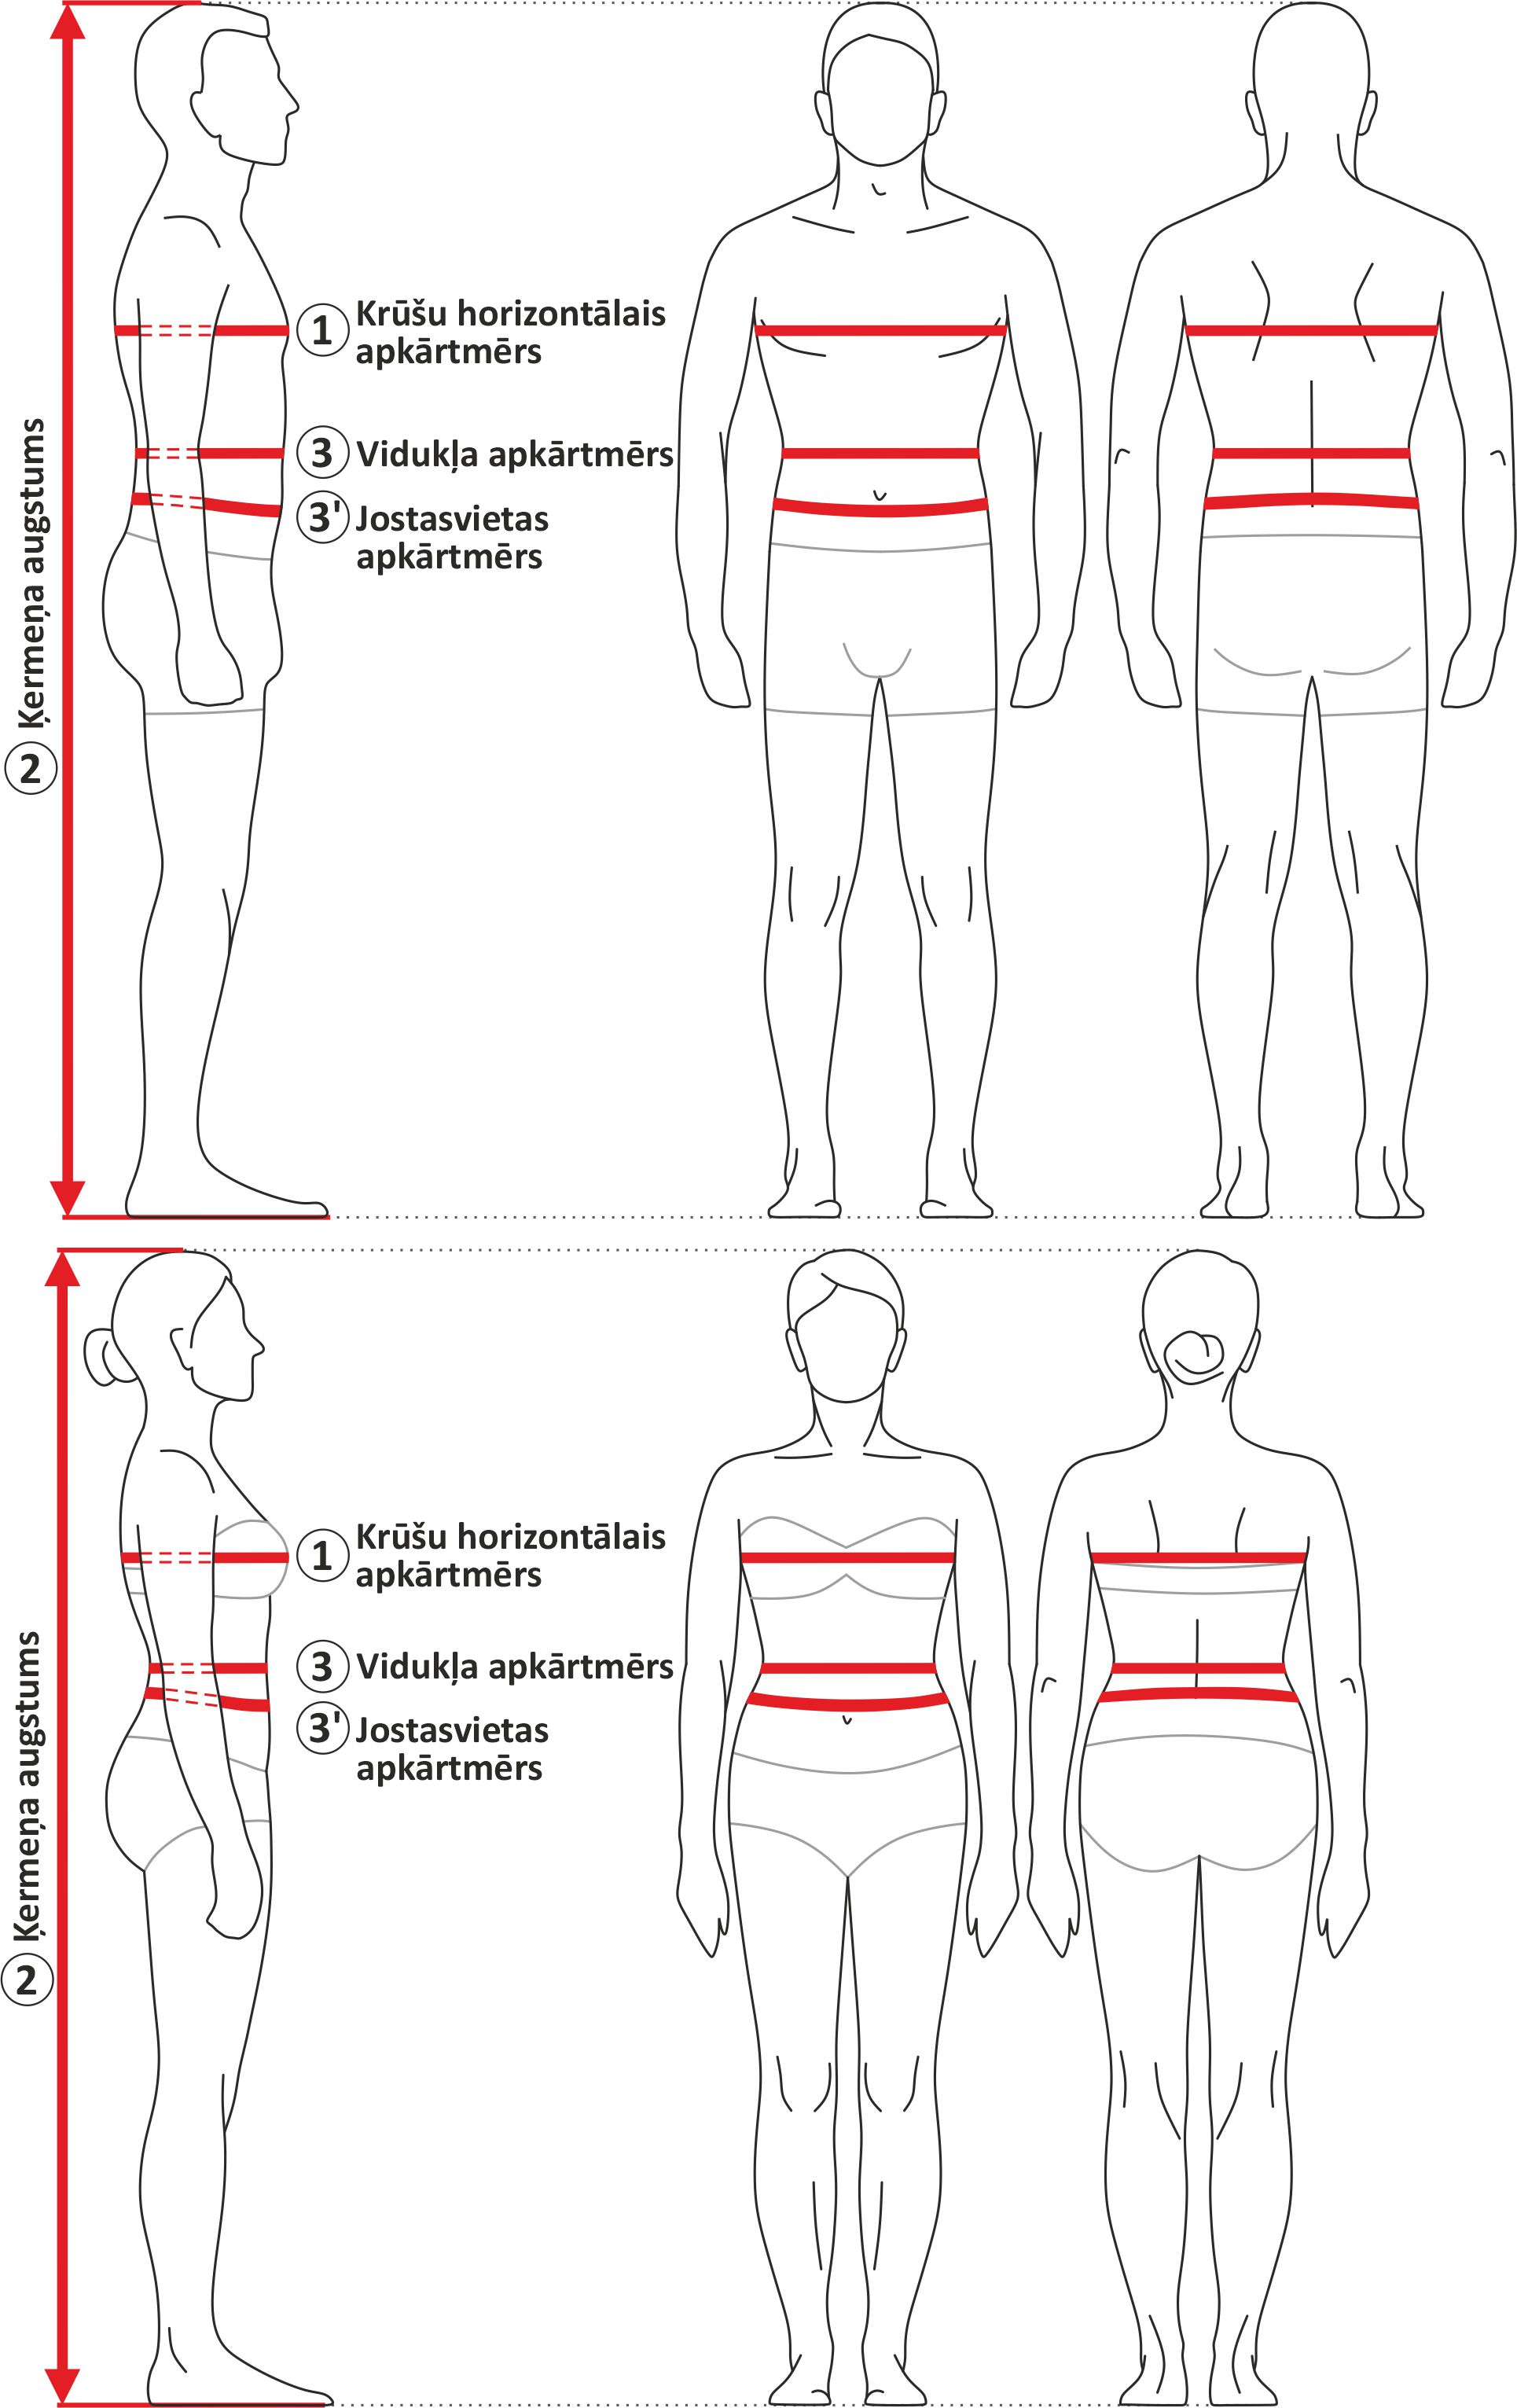 1 Krūšu horizontālais
apkārtmērs
3 Vidukļa apkārtmērs
3' Jostasvietas
apkārtmērs
2 Ķermeņa augstums
1 Krūšu horizontālais
apkārtmērs
3 Vidukļa apkārtmērs
3' Jostasvietas
apkārtmērs
2 Ķermeņa augstums